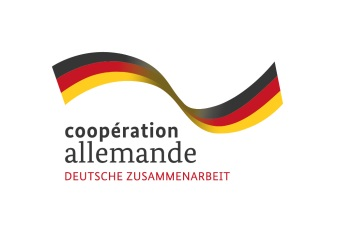 coopération
allemande
DEUTSCHE ZUSAMMENARBEIT